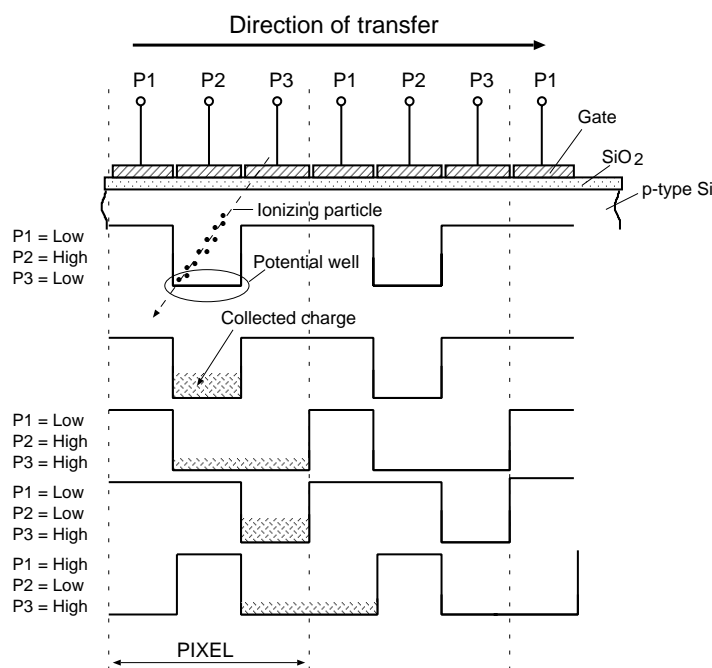 Direction of transfer
P1 P2 P3 P1 P2 P3 P1
Gate
SiO2
p-type Si
Ionizing particle
P1 = Low
P2 = High
P3 = Low
Potential well
Collected charge
P1 = Low
P2 = High
P3 = High
P1 = Low
P2 = Low
P3 = High
P1 = High
P2 = Low
P3 = High
PIXEL